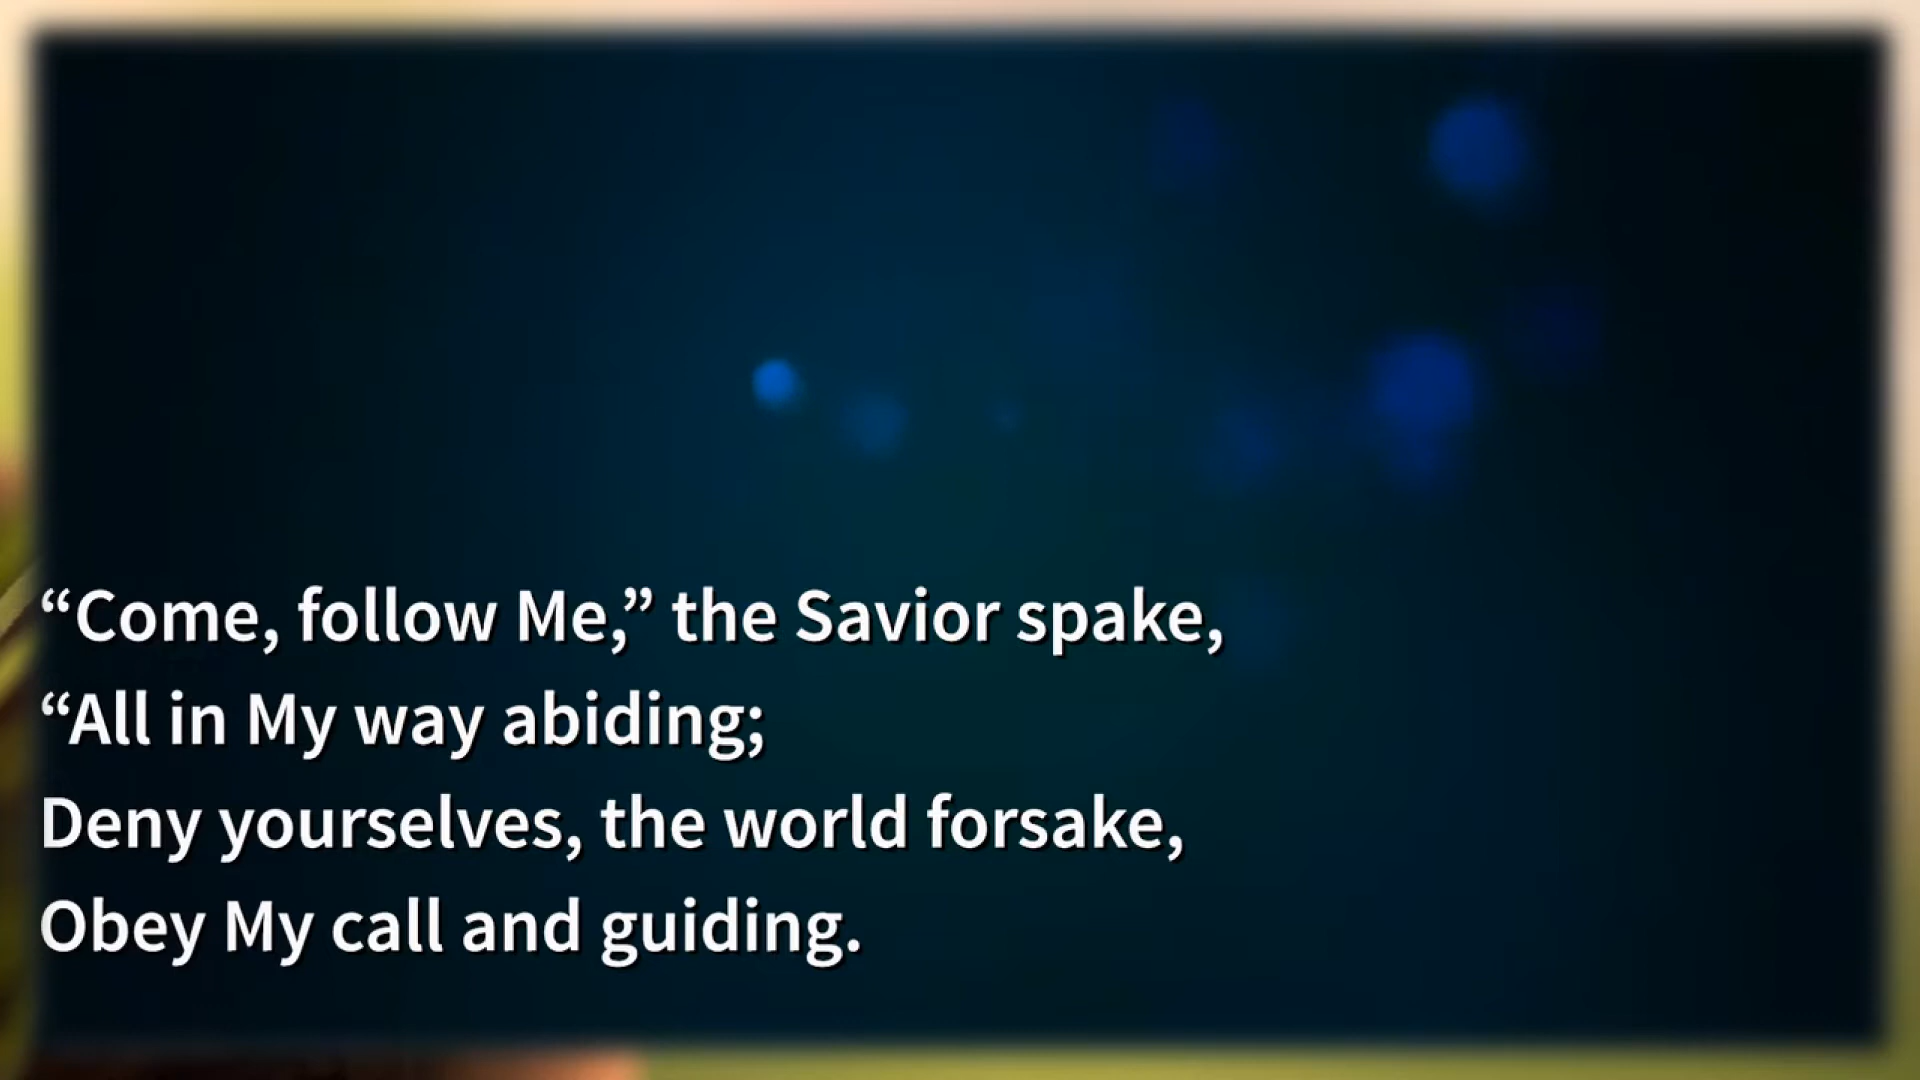 “Come, follow Me,” the Savior spake,
“All in My way abiding;
Deny yourselves, the world forsake,
Obey My call and guiding.